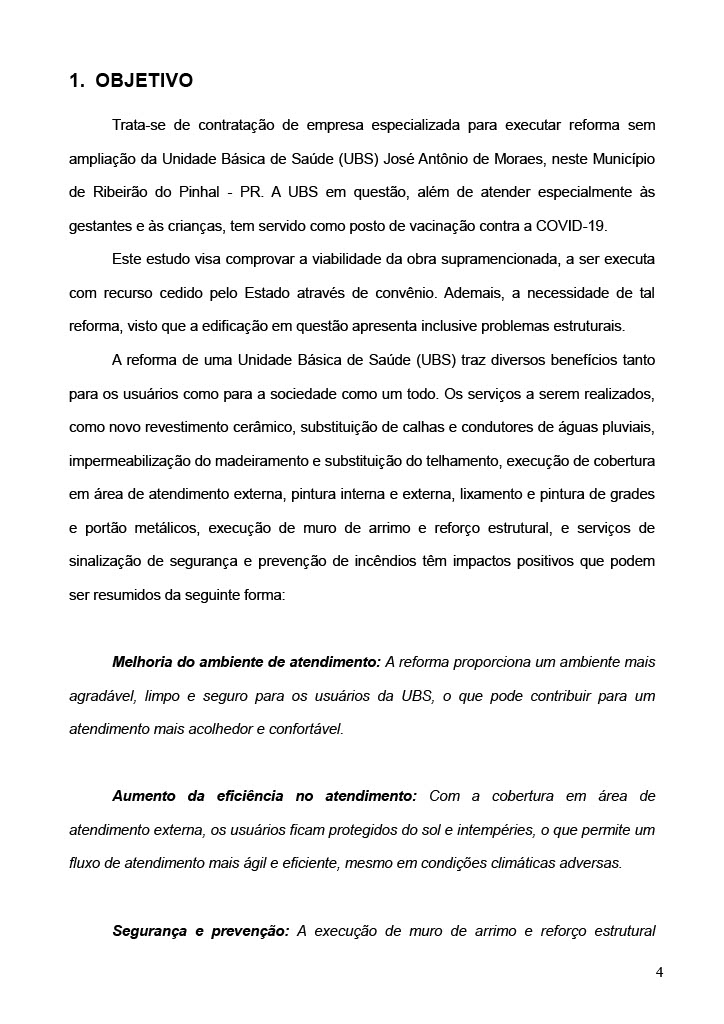 1. OBJETIVO
Trata-se de contratação de empresa especializada para executar reforma sem
ampliação da Unidade Básica de Saúde (UBS) José Antônio de Moraes, neste Município
de Ribeirão do Pinhal - PR. A UBS em questão, além de atender especialmente às
gestantes e às crianças, tem servido como posto de vacinação contra a COVID-19.
Este estudo visa comprovar a viabilidade da obra supramencionada, a ser executa
com recurso cedido pelo Estado através de convênio. Ademais, a necessidade de tal
reforma, visto que a edificação em questão apresenta inclusive problemas estruturais.
A reforma de uma Unidade Básica de Saúde (UBS) traz diversos benefícios tanto
para os usuários como para a sociedade como um todo. Os serviços a serem realizados,
como novo revestimento cerâmico, substituição de calhas e condutores de águas pluviais,
impermeabilização do madeiramento e substituição do telhamento, execução de cobertura
em área de atendimento externa, pintura interna e externa, lixamento e pintura de grades
e portão metálicos, execução de muro de arrimo e reforço estrutural, e serviços de
sinalização de segurança e prevenção de incêndios têm impactos positivos que podem
ser resumidos da seguinte forma:
Melhoria do ambiente de atendimento: A reforma proporciona um ambiente mais
agradável, limpo e seguro para os usuários da UBS, o que pode contribuir para um
atendimento mais acolhedor e confortável.
Aumento da eficiência no atendimento: Com a cobertura em área de
atendimento externa, os usuários ficam protegidos do sol e intempéries, o que permite um
fluxo de atendimento mais ágil e eficiente, mesmo em condições climáticas adversas.
Segurança e prevenção: A execução de muro de arrimo e reforço estrutural
4